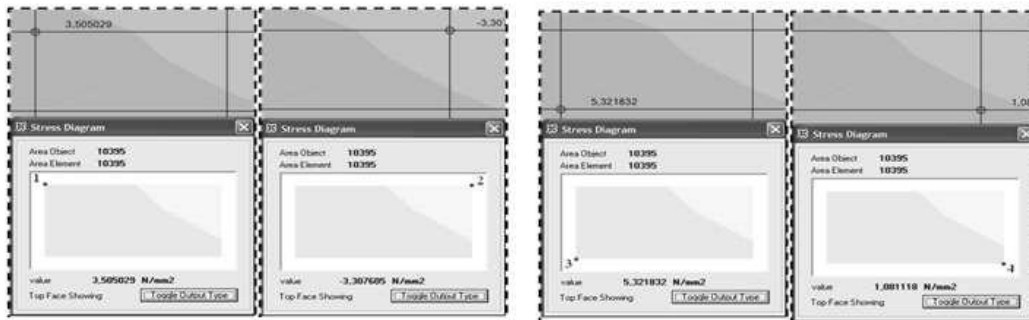 3,505029
Stress Diagram
Area Object 10395
Area Element 10395
1
value 3,505029 N/mm2
Top Face Showing Toggle Output Type
-3,30
Stress Diagram
Area Object 10395
Area Element 10395
2
value -3,307605 N/mm2
Top Face Showing Toggle Output Type
5,321832
Stress Diagram
Area Object 10395
Area Element 10395
3
value 5,321832 N/mm2
Top Face Showing Toggle Output Type
1,08
Stress Diagram
Area Object 10395
Area Element 10395
4
value 1,081118 N/mm2
Top Face Showing Toggle Output Type